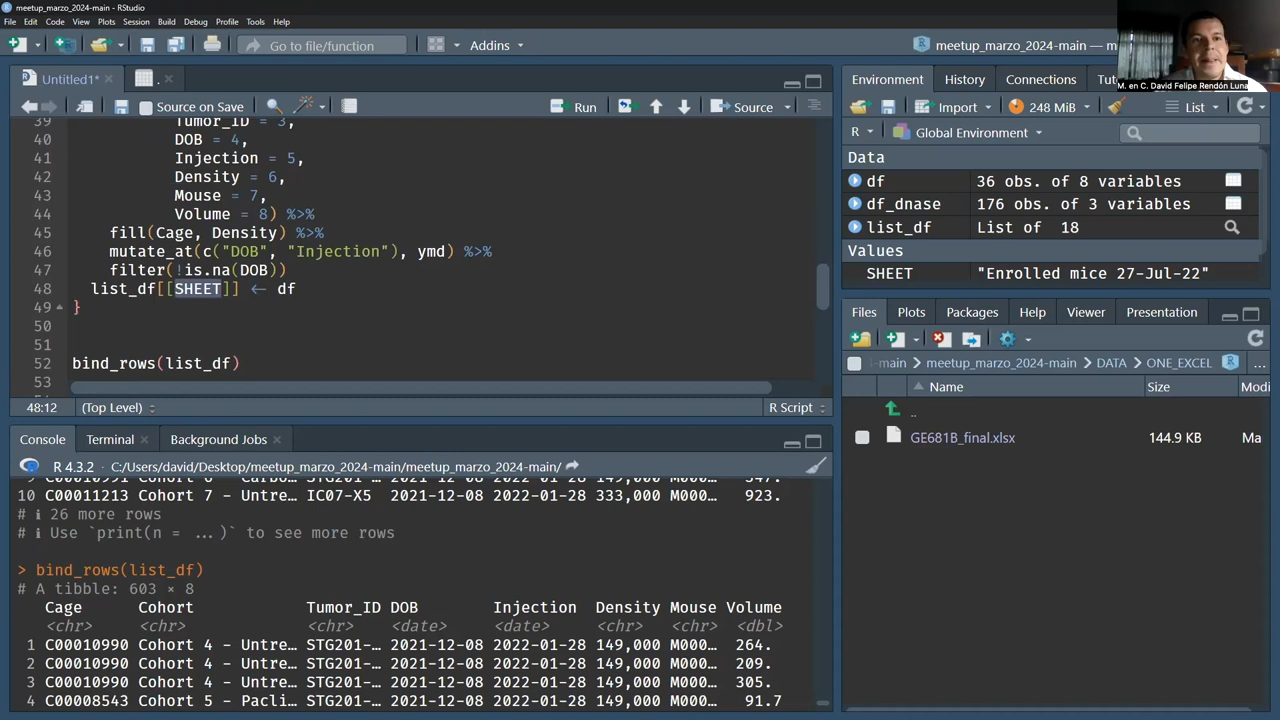 meetup_marzo_2024-main - RStudio
File Edit Code View Plots Session Build Debug Profile Tools Help
Go to file/function
Addins
meetup_marzo_2024-main
M. en C. David Felipe Rendón Luna
Untitled1*
.
Source on Save
Run
Source
39 Tumor_ID = 3,
40 DOB = 4,
41 Injection = 5,
42 Density = 6,
43 Mouse = 7,
44 Volume = 8) %>%
45 fill(Cage, Density) %>%
46 mutate_at(c("DOB", "Injection"), ymd) %>%
47 filter(!is.na(DOB))
48 list_df[[SHEET]] <- df
49 }
50
51
52 bind_rows(list_df)
53
48:12 (Top Level) R Script
Console Terminal Background Jobs
R 4.3.2 · C:/Users/david/Desktop/meetup_marzo_2024-main/meetup_marzo_2024-main/
10 C00011213 Cohort 7 - Untre… IC07-X5 2021-12-08 2022-01-28 333,000 M000… 923.
# ℹ 26 more rows
# ℹ Use `print(n = ...)` to see more rows
> bind_rows(list_df)
# A tibble: 603 × 8
Cage Cohort Tumor_ID DOB Injection Density Mouse Volume
<chr> <chr> <chr> <date> <date> <chr> <chr> <dbl>
1 C00010990 Cohort 4 - Untre… STG201-… 2021-12-08 2022-01-28 149,000 M000… 264.
2 C00010990 Cohort 4 - Untre… STG201-… 2021-12-08 2022-01-28 149,000 M000… 209.
3 C00010990 Cohort 4 - Untre… STG201-… 2021-12-08 2022-01-28 149,000 M000… 305.
4 C00008543 Cohort 5 - Pacli… STG201-… 2021-12-08 2022-01-28 149,000 M000… 91.7
Environment History Connections Tu
Import 248 MiB List
R Global Environment
Data
df 36 obs. of 8 variables
df_dnase 176 obs. of 3 variables
list_df List of 18
Values
SHEET "Enrolled mice 27-Jul-22"
Files Plots Packages Help Viewer Presentation
-main meetup_marzo_2024-main DATA ONE_EXCEL ...
Name Size Modi
..
GE681B_final.xlsx 144.9 KB Ma